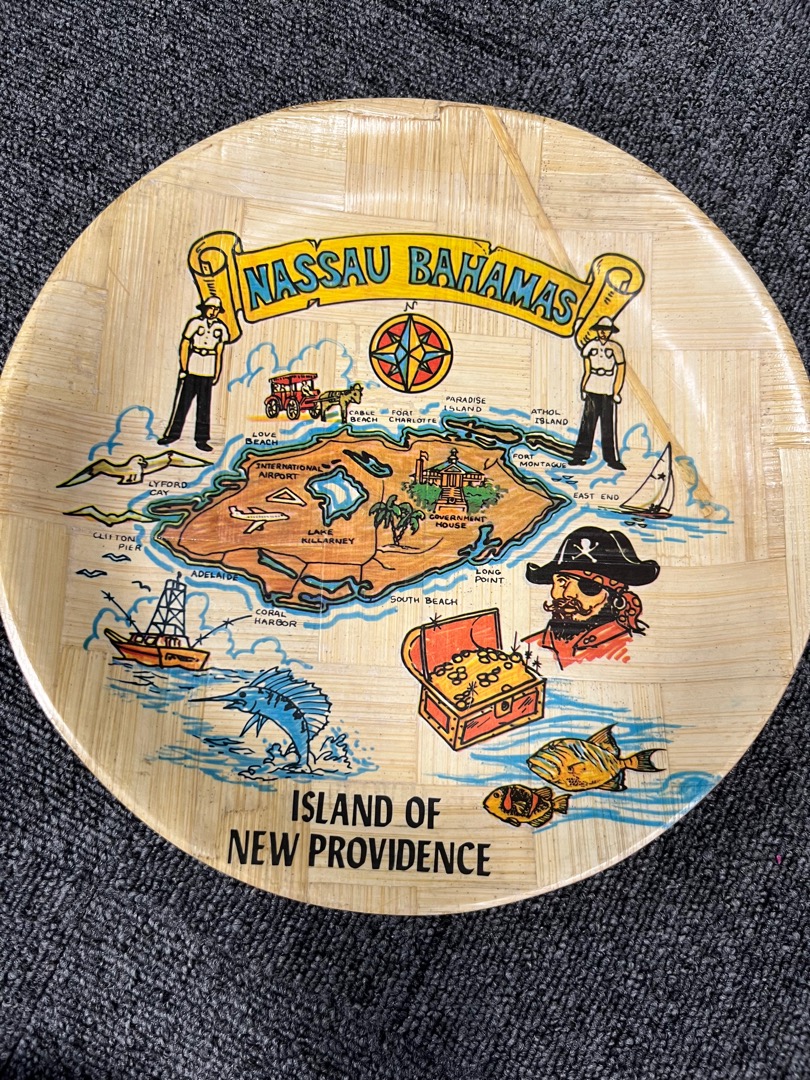 NASSAU BAHAMAS
N
PARADISE
ISLAND
CABLE
BEACH
FORT
CHARLOTTE
ATHOL
ISLAND
LOVE
BEACH
FORT
MONTAGUE
INTERNATIONAL
AIRPORT
LYFORD
CAY
EAST END
GOVERNMENT
HOUSE
LAKE
KILLARNEY
CLIFTON
PIER
ADELAIDE
LONG
POINT
SOUTH BEACH
CORAL
HARBOR
ISLAND OF
NEW PROVIDENCE